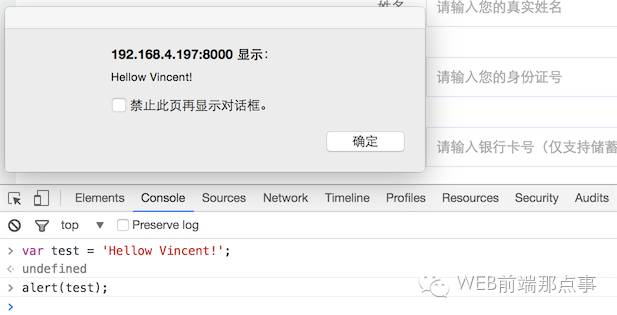 姓名
请输入您的真实姓名
192.168.4.197:8000 显示：
Hellow Vincent!
请输入您的身份证号
禁止此页再显示对话框。
确定
请输入银行卡号（仅支持储蓄
Elements Console Sources Network Timeline Profiles Resources Security Audits
top Preserve log
> var test = 'Hellow Vincent!';
< undefined
> alert(test);
>
WEB前端那点事